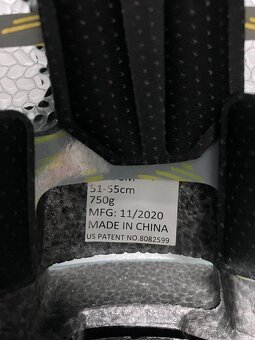 51-55cm
750g
MFG: 11/2020
MADE IN CHINA
US PATENT NO.8082599